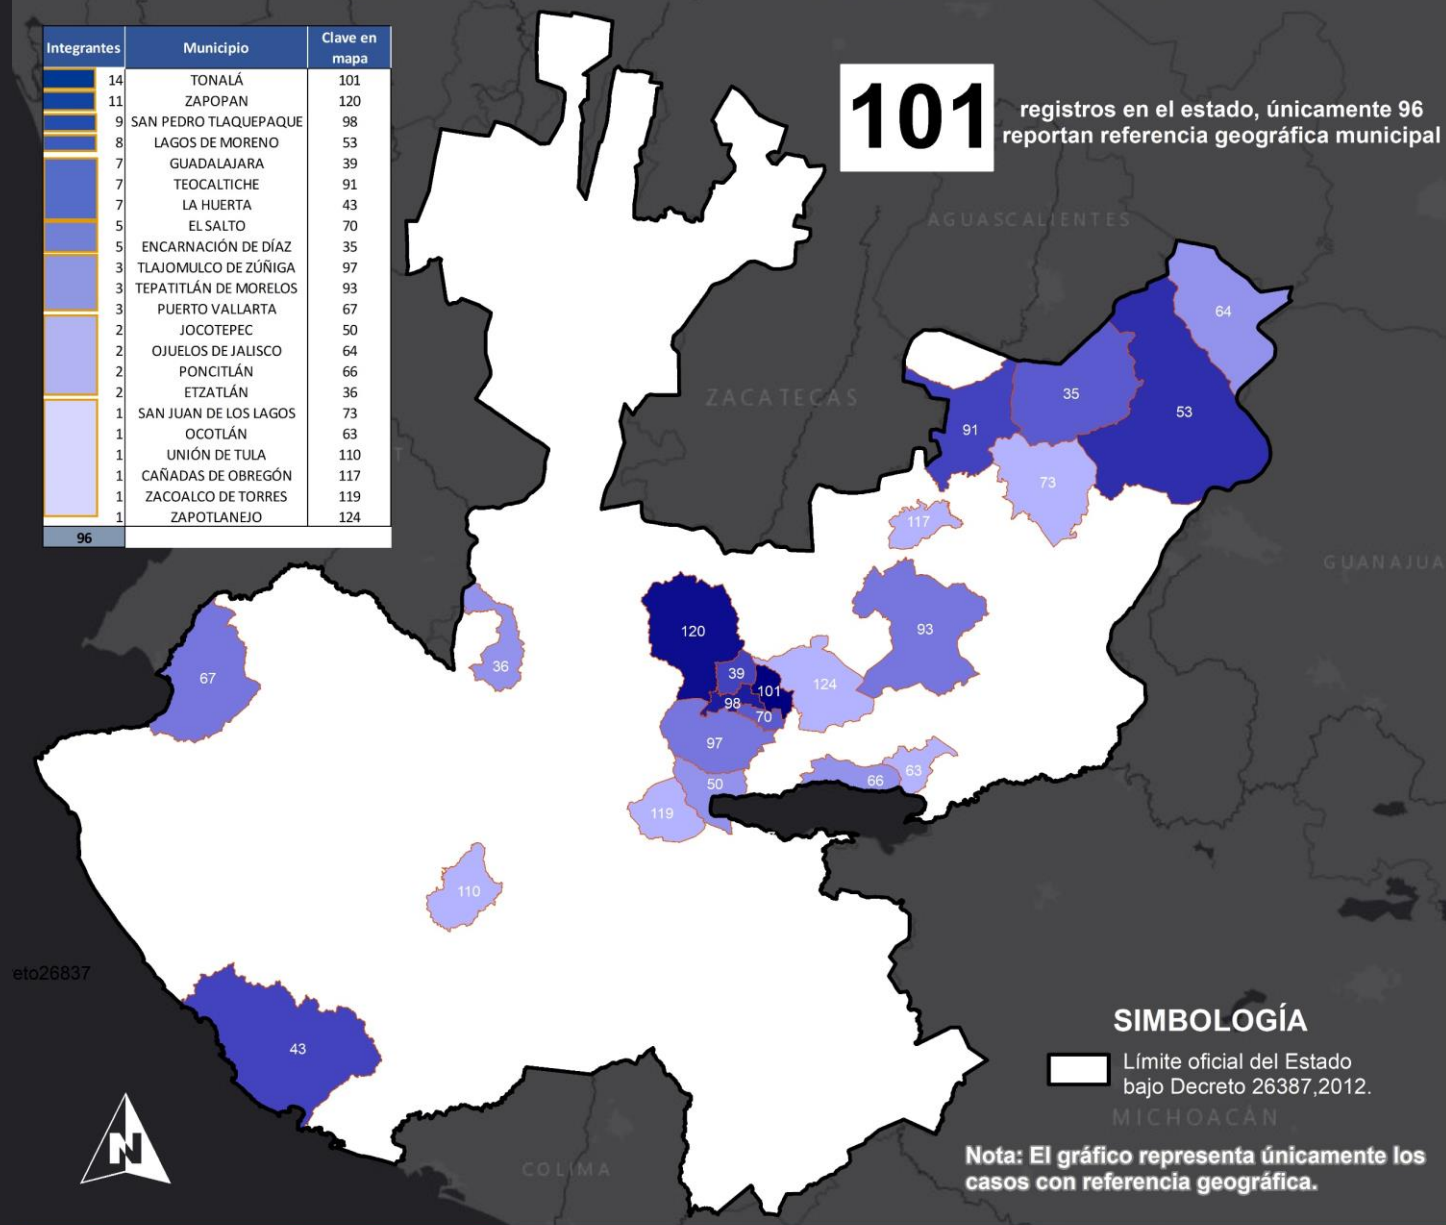 Integrantes Municipio Clave en mapa
14 TONALÁ 101
11 ZAPOPAN 120
9 SAN PEDRO TLAQUEPAQUE 98
8 LAGOS DE MORENO 53
7 GUADALAJARA 39
7 TEOCALTICHE 91
7 LA HUERTA 43
5 EL SALTO 70
5 ENCARNACIÓN DE DÍAZ 35
3 TLAJOMULCO DE ZÚÑIGA 97
3 TEPATITLÁN DE MORELOS 93
3 PUERTO VALLARTA 67
2 JOCOTEPEC 50
2 OJUELOS DE JALISCO 64
2 PONCITLÁN 66
2 ETZATLÁN 36
1 SAN JUAN DE LOS LAGOS 73
1 OCOTLÁN 63
1 UNIÓN DE TULA 110
1 CAÑADAS DE OBREGÓN 117
1 ZACOALCO DE TORRES 119
1 ZAPOTLANEJO 124
96
101
registros en el estado, únicamente 96
reportan referencia geográfica municipal
AGUASCALIENTES
64
ZACATECAS
35
53
91
T
73
117
GUANAJUA
120
93
36
39
67
124
101
98
70
97
63
50
66
119
110
eto26837
43
SIMBOLOGÍA
Límite oficial del Estado
bajo Decreto 26387,2012.
MICHOACÁN
N
COLIMA
Nota: El gráfico representa únicamente los
casos con referencia geográfica.